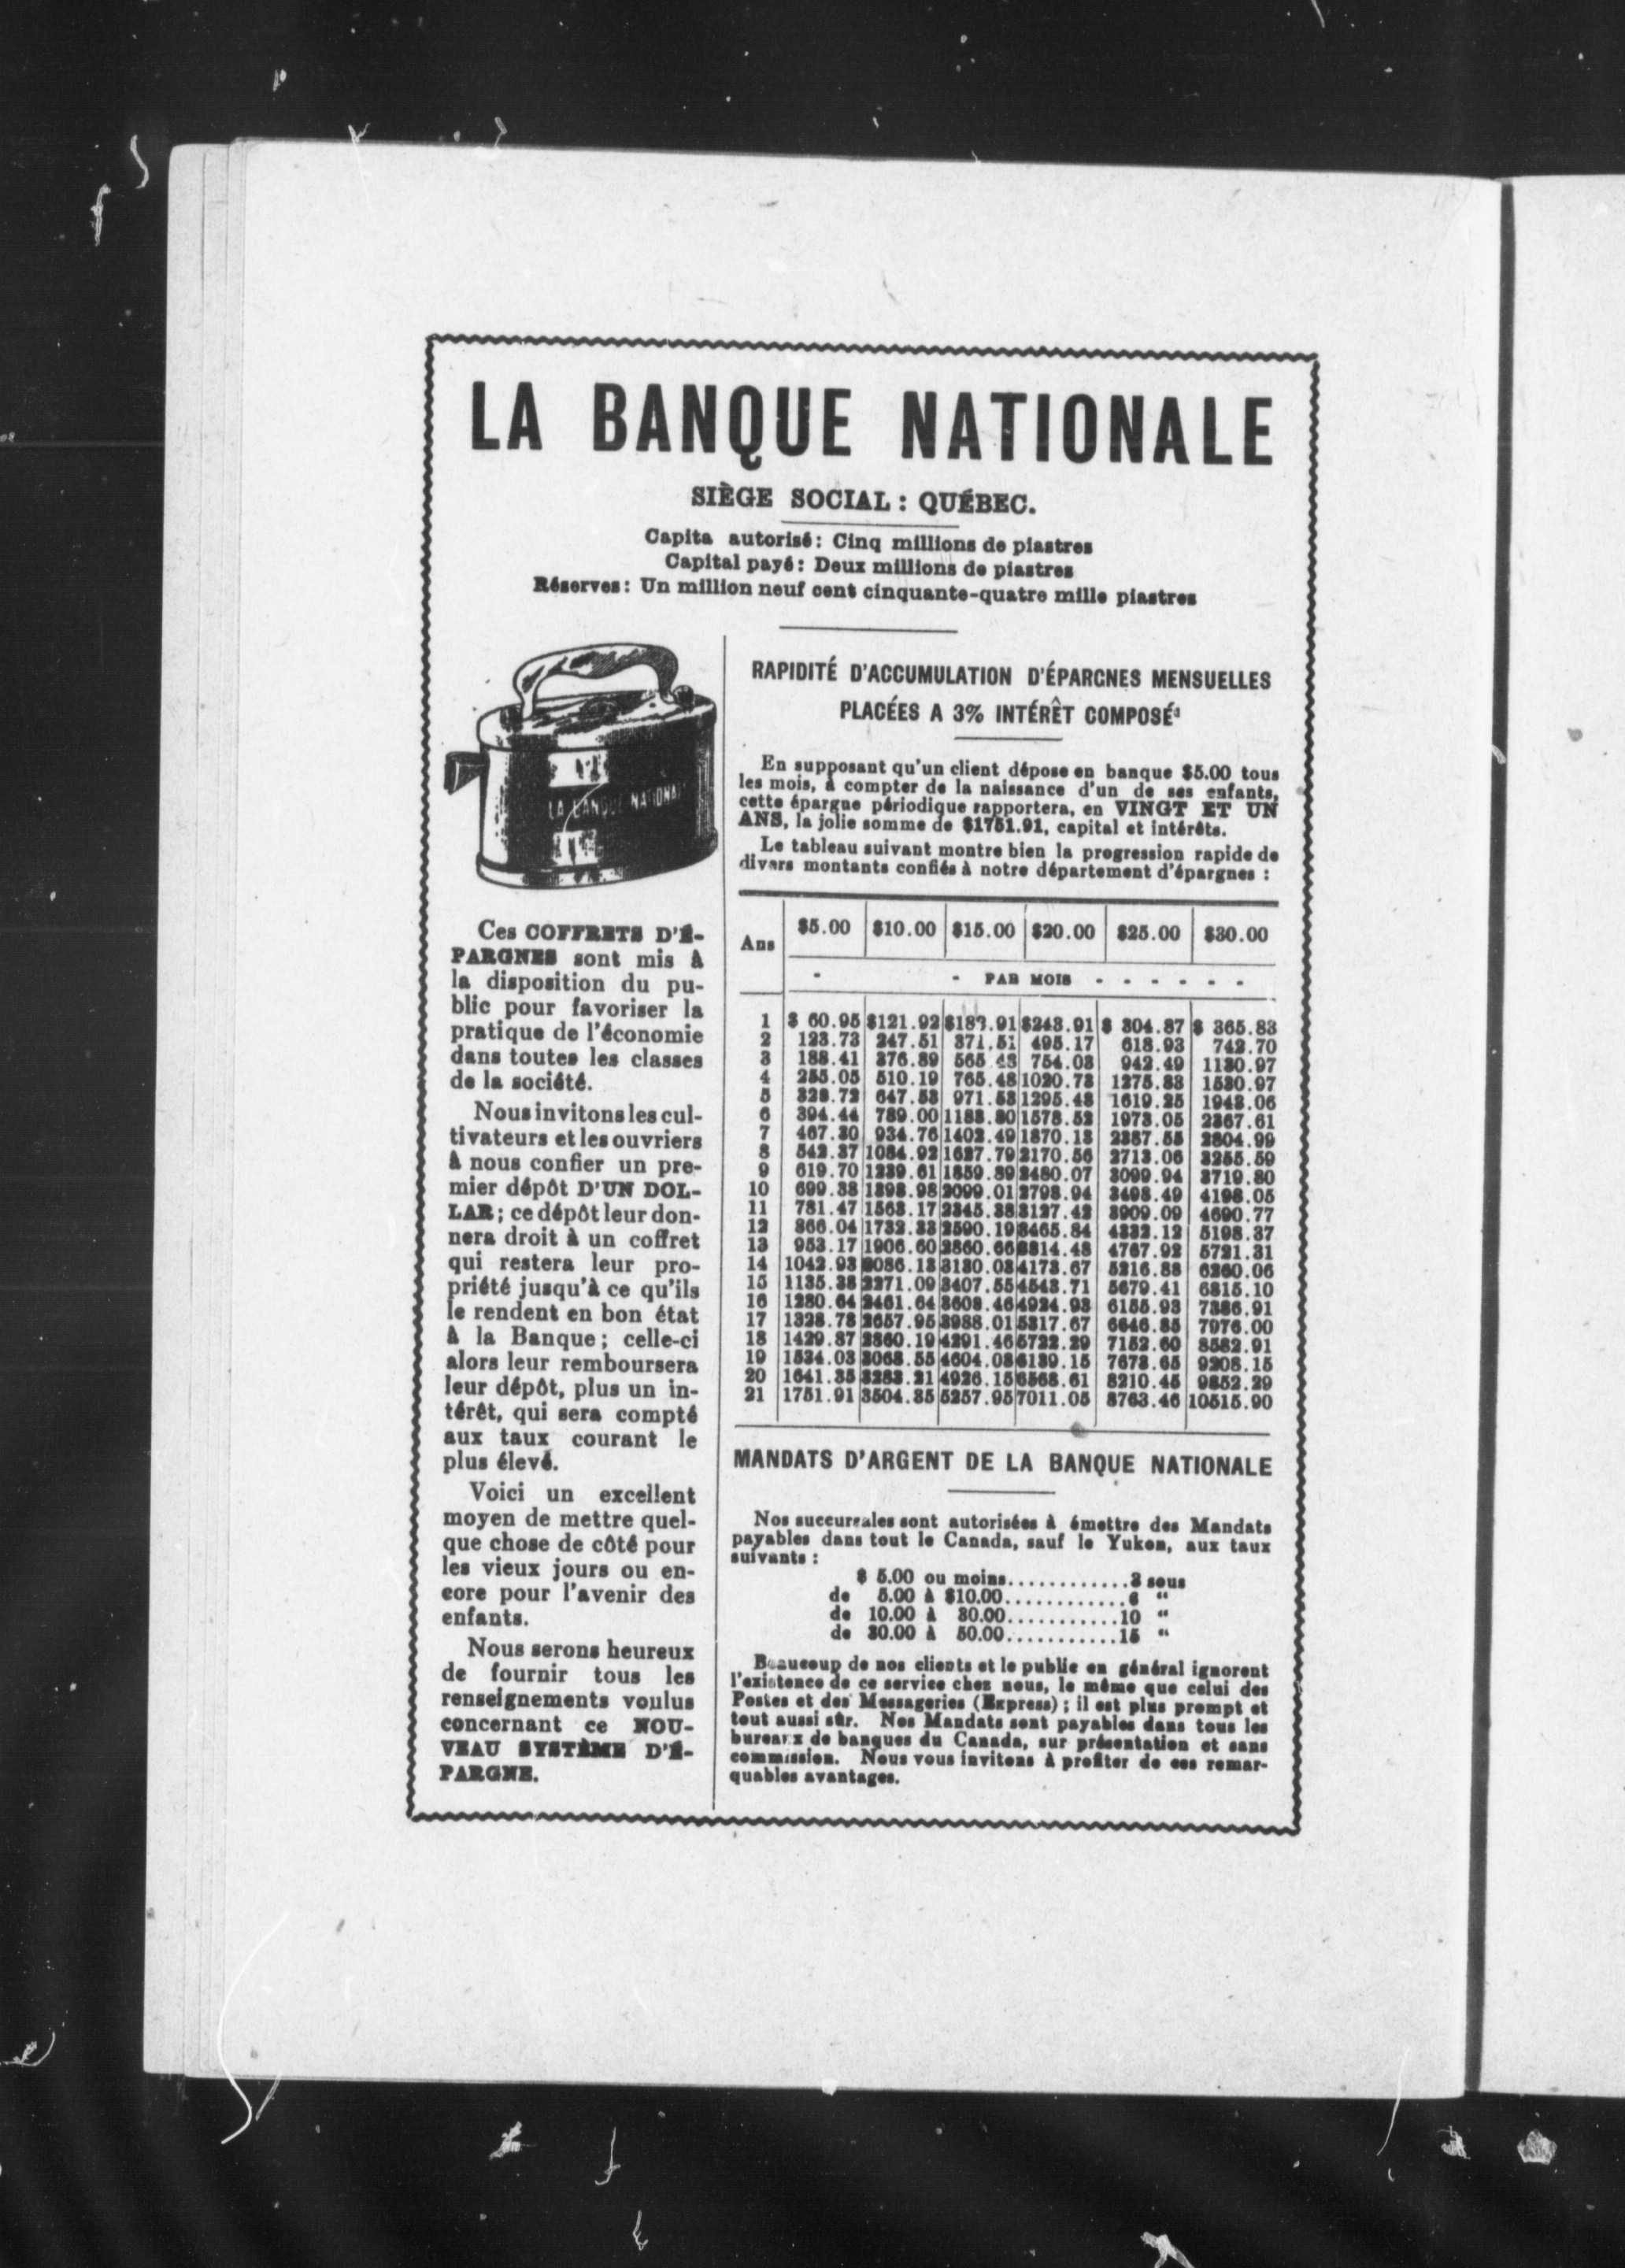 LA BANQUE NATIONALE
SIÈGE SOCIAL : QUÉBEC.
Capita autorisé : Cinq millions de piastres
Capital payé : Deux millions de piastres
Réserves : Un million neuf cent cinquante-quatre mille piastres
LA BANQUE NATIONALE
Ces COFFRETS D'É-
PARGNES sont mis à
la disposition du pu-
blic pour favoriser la
pratique de l'économie
dans toutes les classes
de la société.
Nous invitons les cul-
tivateurs et les ouvriers
à nous confier un pre-
mier dépôt D'UN DOL-
LAR ; ce dépôt leur don-
nera droit à un coffret
qui restera leur pro-
priété jusqu'à ce qu'ils
le rendent en bon état
à la Banque ; celle-ci
alors leur remboursera
leur dépôt, plus un in-
térêt, qui sera compté
aux taux courant le
plus élevé.
Voici un excellent
moyen de mettre quel-
que chose de côté pour
les vieux jours ou en-
core pour l'avenir des
enfants.
Nous serons heureux
de fournir tous les
renseignements voulus
concernant ce NOU-
VEAU SYSTÈME D'É-
PARGNE.
RAPIDITÉ D'ACCUMULATION D'ÉPARGNES MENSUELLES
PLACÉES A 3% INTÉRÊT COMPOSÉ
En supposant qu'un client dépose en banque $5.00 tous
les mois, à compter de la naissance d'un de ses enfants,
cette épargne périodique rapportera, en VINGT ET UN
ANS, la jolie somme de $1751.91, capital et intérêts.
Le tableau suivant montre bien la progression rapide de
divers montants confiés à notre département d'épargnes :
Ans $5.00 $10.00 $15.00 $20.00 $25.00 $30.00
- - PAR MOIS - - - - - -
1 $ 60.95 $121.92 $182.91 $243.91 $ 304.87 $ 365.83
2 123.73 247.51 371.51 495.17 618.93 742.70
3 188.41 376.89 565 43 754.03 942.49 1130.97
4 255.05 510.19 765.48 1020.73 1275.83 1530.97
5 323.72 647.53 971.53 1295.43 1619.25 1943.06
6 394.44 789.00 1183.80 1578.52 1973.05 2367.61
7 467.30 934.76 1402.49 1870.13 2337.55 2804.99
8 542.37 1084.92 1627.79 2170.56 2713.06 3255.59
9 619.70 1239.61 1859.89 2480.07 3099.94 3719.80
10 699.38 1398.98 2099.01 2798.94 3498.49 4198.05
11 781.47 1563.17 2345.38 3127.42 3909.09 4690.77
12 866.04 1732.33 2590.19 3465.84 4332.12 5198.37
13 953.17 1906.60 2860.66 3814.48 4767.92 5721.31
14 1042.93 2086.13 3130.03 4173.67 5216.88 6260.06
15 1135.38 2271.09 3407.55 4543.71 5679.41 6815.10
16 1230.64 2461.64 3608.46 4924.93 6155.93 7386.91
17 1328.78 2657.95 3988.01 5317.67 6646.85 7976.00
18 1429.87 2860.19 4291.46 5722.29 7152.60 8582.91
19 1534.03 3068.55 4604.08 6139.15 7673.65 9208.15
20 1641.35 3283.21 4926.15 6568.61 8210.45 9852.29
21 1751.91 3504.35 5257.95 7011.05 8763.46 10515.90
MANDATS D'ARGENT DE LA BANQUE NATIONALE
Nos succursales sont autorisées à émettre des Mandats
payables dans tout le Canada, sauf le Yukon, aux taux
suivants :
$ 5.00 ou moins............3 sous
de 5.00 à $10.00............6 "
de 10.00 à 30.00...........10 "
de 30.00 à 50.00...........15 "
Beaucoup de nos clients et le public en général ignorent
l'existence de ce service chez nous, le même que celui des
Postes et des Messageries (Express) ; il est plus prompt et
tout aussi sûr. Nos Mandats sont payables dans tous les
bureaux de banques du Canada, sur présentation et sans
commission. Nous vous invitons à profiter de ces remar-
quables avantages.